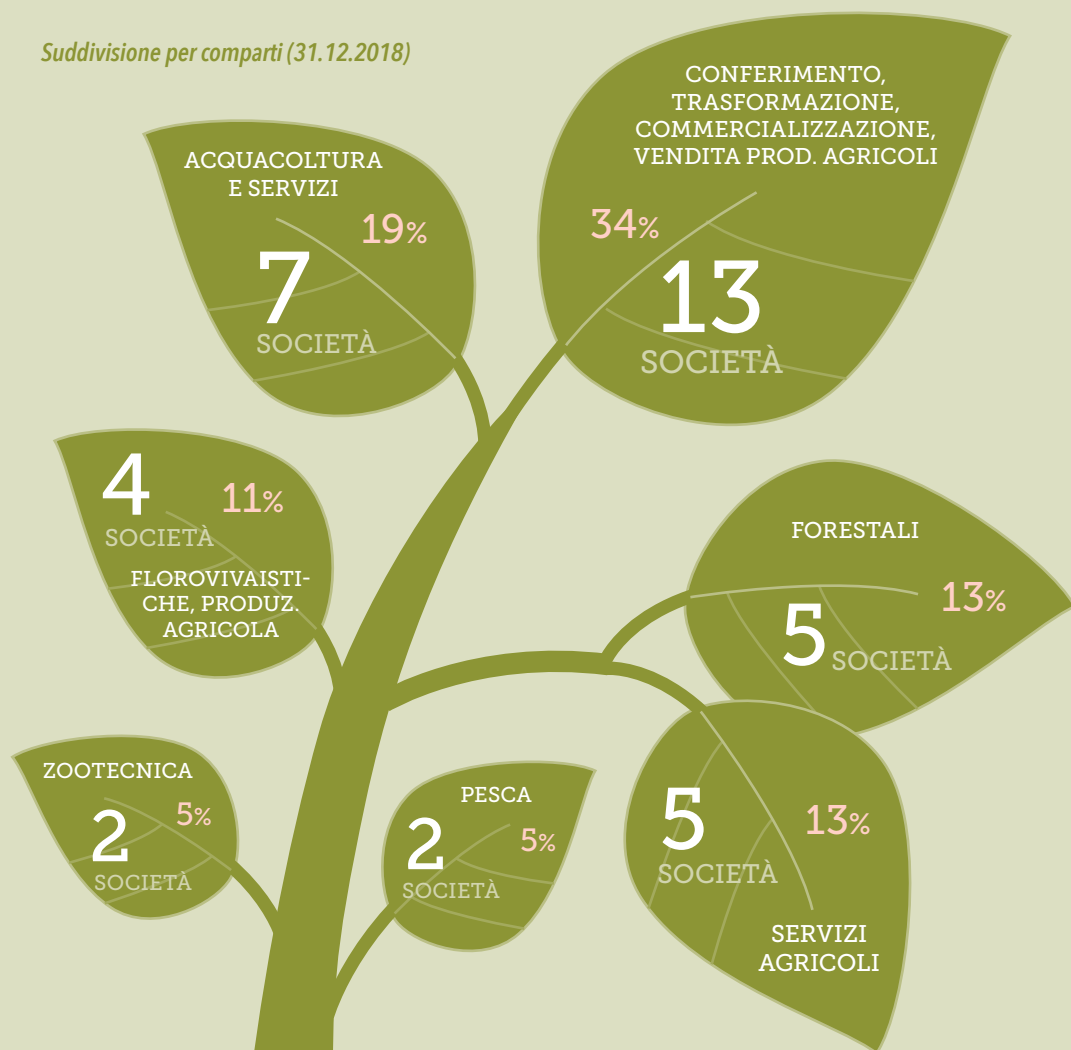 Suddivisione per comparti (31.12.2018)
CONFERIMENTO,
TRASFORMAZIONE,
COMMERCIALIZZAZIONE,
VENDITA PROD. AGRICOLI
34%
13
SOCIETÀ
ACQUACOLTURA
E SERVIZI
19%
7
SOCIETÀ
4
11%
SOCIETÀ
FLOROVIVAISTI-
CHE, PRODUZ.
AGRICOLA
FORESTALI
13%
5 SOCIETÀ
ZOOTECNICA
5%
2
SOCIETÀ
PESCA
5%
2
SOCIETÀ
5
13%
SOCIETÀ
SERVIZI
AGRICOLI